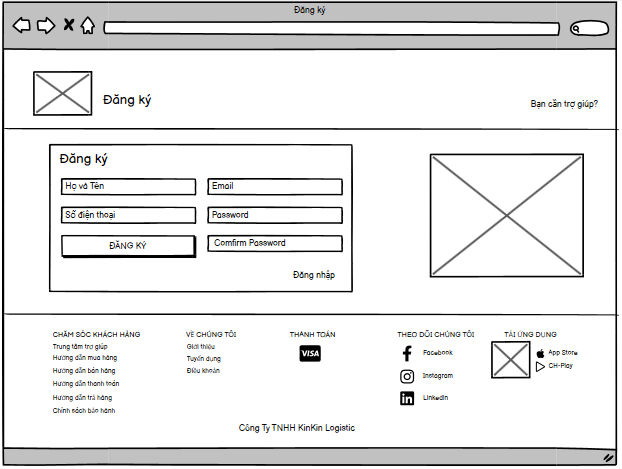 Đăng ký
Đăng ký
Bạn cần trợ giúp?
Đăng ký
Họ và Tên
Email
Số điện thoại
Password
ĐĂNG KÝ
Comfirm Password
Đăng nhập
CHĂM SÓC KHÁCH HÀNG
Trung tâm trợ giúp
Hướng dẫn mua hàng
Hướng dẫn bán hàng
Hướng dẫn thanh toán
Hướng dẫn trả hàng
Chính sách bảo hành
VỀ CHÚNG TÔI
Giới thiệu
Tuyển dụng
Điều khoản
THANH TOÁN
VISA
THEO DÕI CHÚNG TÔI
Facebook
Instagram
LinkedIn
TẢI ỨNG DỤNG
App Store
CH-Play
Công Ty TNHH KinKin Logistic